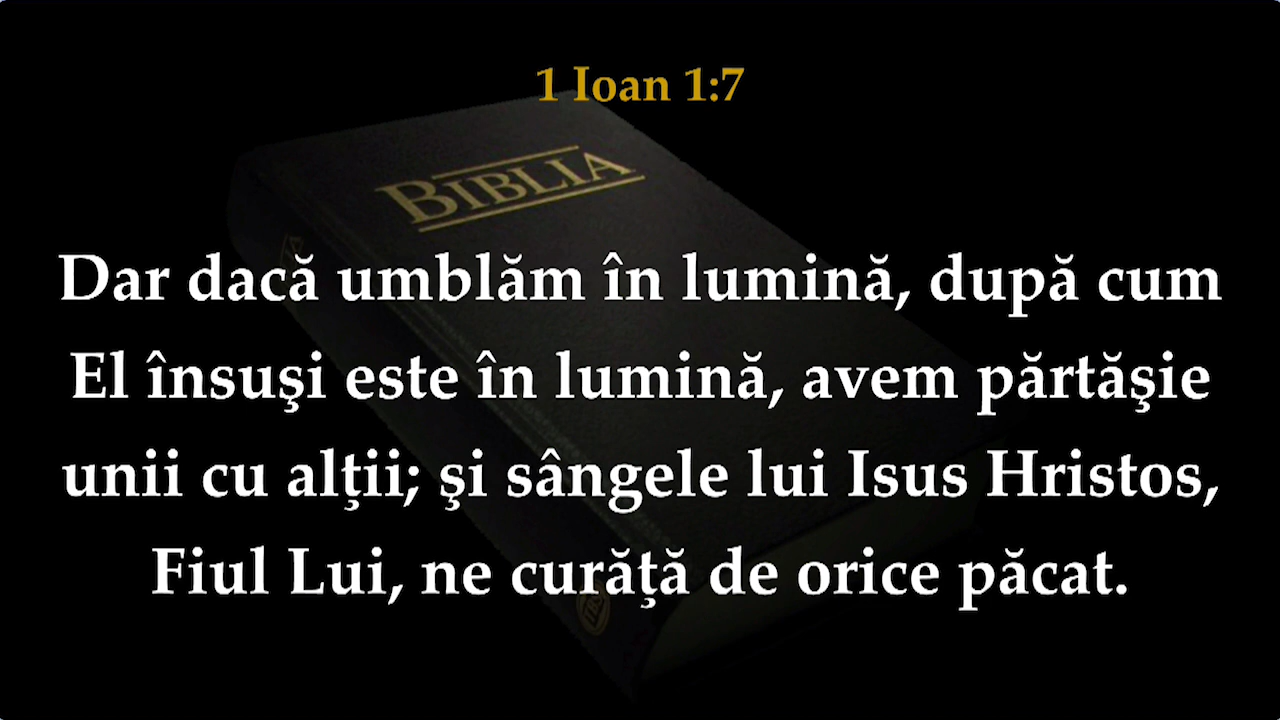 1 Ioan 1:7
BIBLIA
Dar dacă umblăm în lumină, după cum
El însuşi este în lumină, avem părtăşie
unii cu alţii; şi sângele lui Isus Hristos,
Fiul Lui, ne curăţă de orice păcat.
TBS